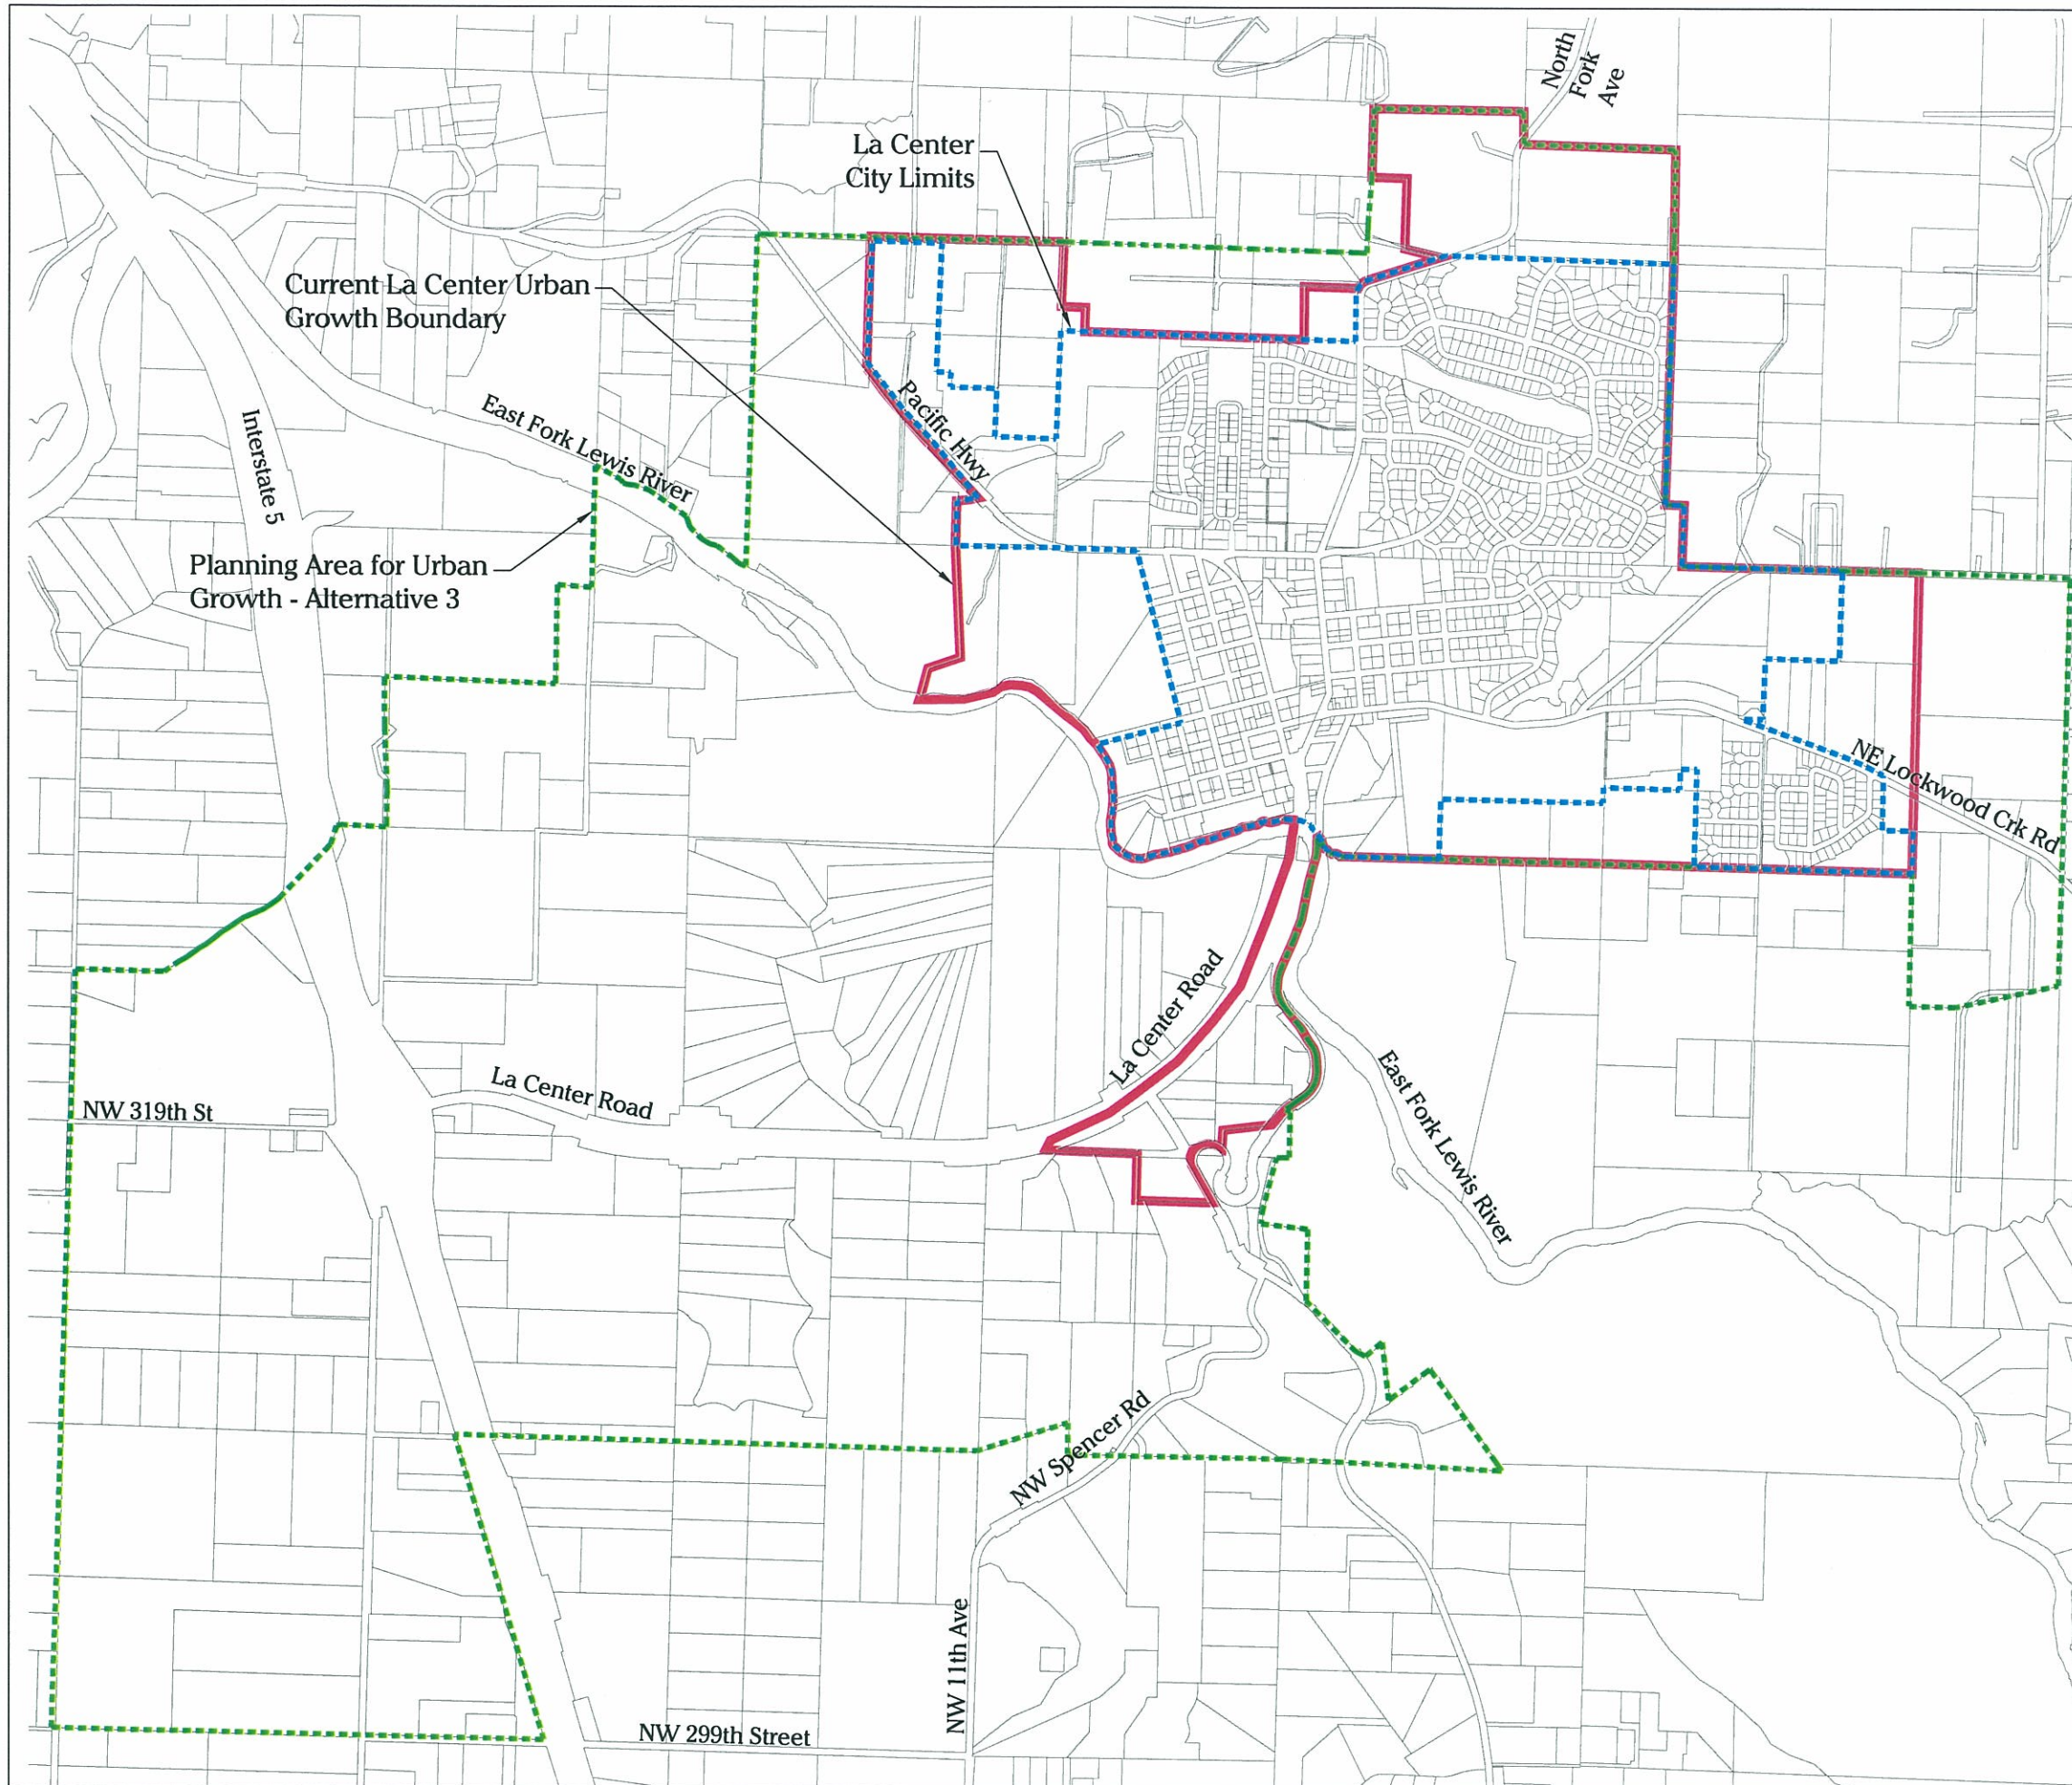 North
Fork
Ave
La Center
City Limits
Current La Center Urban
Growth Boundary
Pacific Hwy
East Fork Lewis River
Interstate 5
Planning Area for Urban
Growth - Alternative 3
NE Lockwood Crk Rd
La Center Road
East Fork Lewis River
La Center Road
NW 319th St
NW Spencer Rd
NW 11th Ave
NW 299th Street